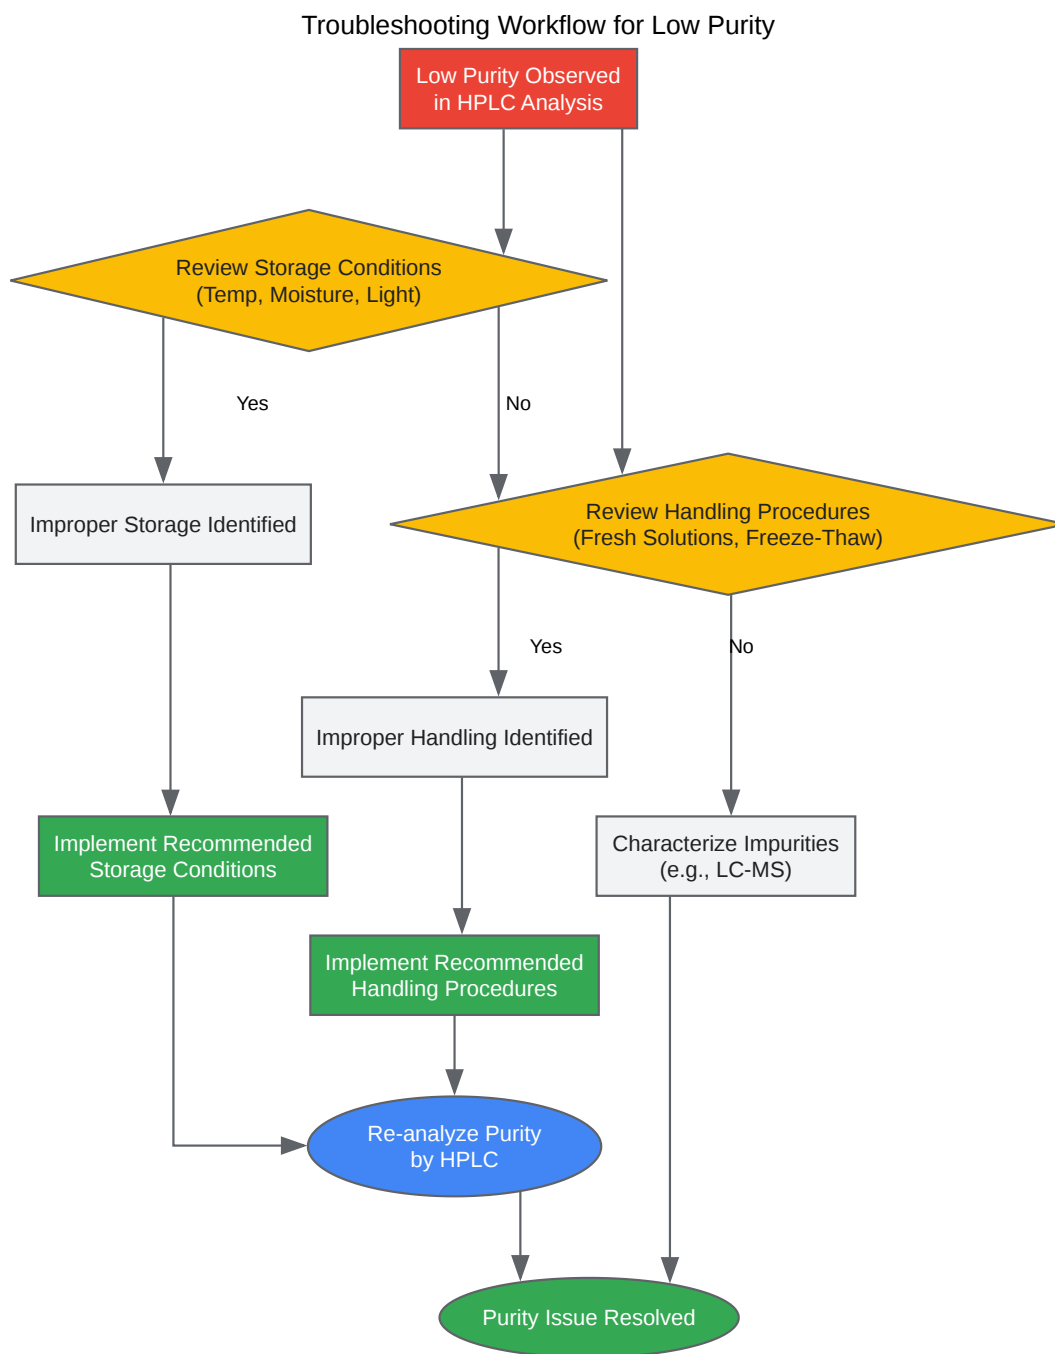 Troubleshooting Workflow for Low Purity
Low Purity Observed
in HPLC Analysis
Review Storage Conditions
(Temp, Moisture, Light)
Yes
No
Improper Storage Identified
Review Handling Procedures
(Fresh Solutions, Freeze-Thaw)
Yes
No
Improper Handling Identified
Implement Recommended
Storage Conditions
Characterize Impurities
(e.g., LC-MS)
Implement Recommended
Handling Procedures
Re-analyze Purity
by HPLC
Purity Issue Resolved